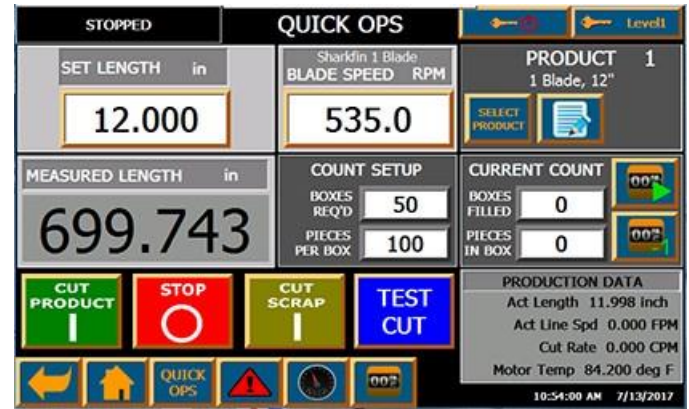 STOPPED
QUICK OPS
Level1
SET LENGTH in
12.000
Sharkfin 1 Blade
BLADE SPEED RPM
535.0
PRODUCT 1
1 Blade, 12"
SELECT
PRODUCT
MEASURED LENGTH in
699.743
COUNT SETUP
BOXES
REQ'D
50
PIECES
PER BOX
100
CURRENT COUNT
BOXES
FILLED
0
PIECES
IN BOX
0
007
007
-1
CUT
PRODUCT
STOP
CUT
SCRAP
TEST
CUT
PRODUCTION DATA
Act Length 11.998 inch
Act Line Spd 0.000 FPM
Cut Rate 0.000 CPM
Motor Temp 84.200 deg F
QUICK
OPS
007
10:54:00 AM 7/13/2017